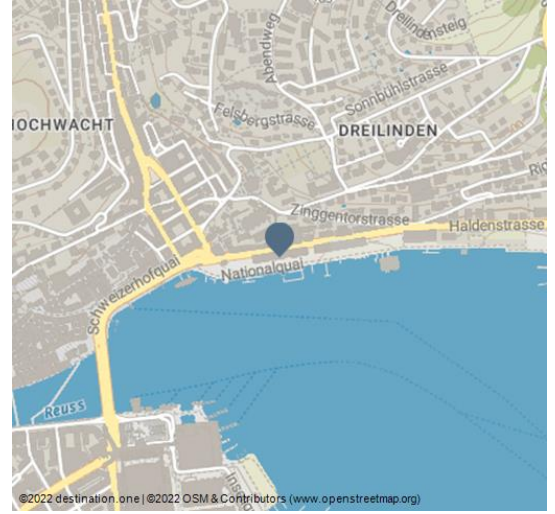 Dreilindensteig
Abendweg
Sonnbühlstrasse
Felsbergstrasse
HOCHWACHT
DREILINDEN
Zinggentorstrasse
Haldenstrasse
Nationalquai
Schweizerhofquai
Reuss
©2022 destination.one | ©2022 OSM & Contributors (www.openstreetmap.org)